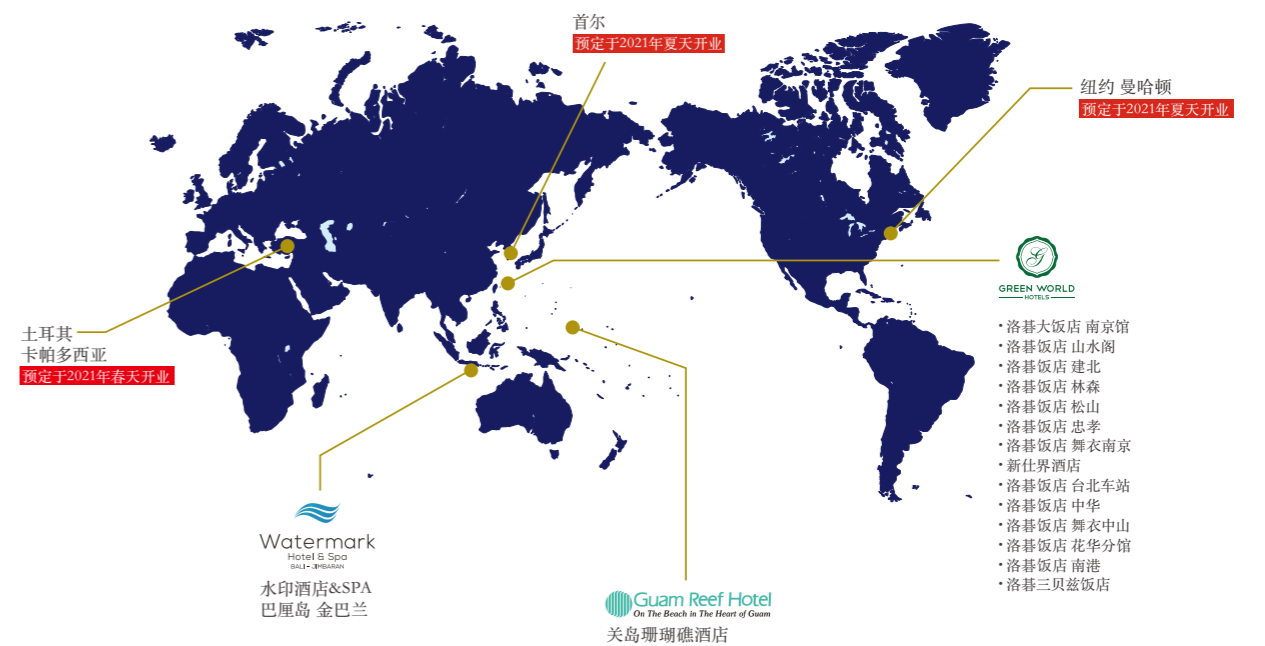 首尔
预定于2021年夏天开业
纽约 曼哈顿
预定于2021年夏天开业
土耳其
卡帕多西亚
预定于2021年春天开业
G
GREEN WORLD
HOTELS
・洛碁大饭店 南京馆
・洛碁饭店 山水阁
・洛碁饭店 建北
・洛碁饭店 林森
・洛碁饭店 松山
・洛碁饭店 忠孝
・洛碁饭店 舞衣南京
・新仕界酒店
・洛碁饭店 台北车站
・洛碁饭店 中华
・洛碁饭店 舞衣中山
・洛碁饭店 花华分馆
・洛碁饭店 南港
・洛碁三贝兹饭店
Watermark
Hotel & Spa
BALI - JIMBARAN
水印酒店&SPA
巴厘岛 金巴兰
Guam Reef Hotel
On The Beach in The Heart of Guam
关岛珊瑚礁酒店